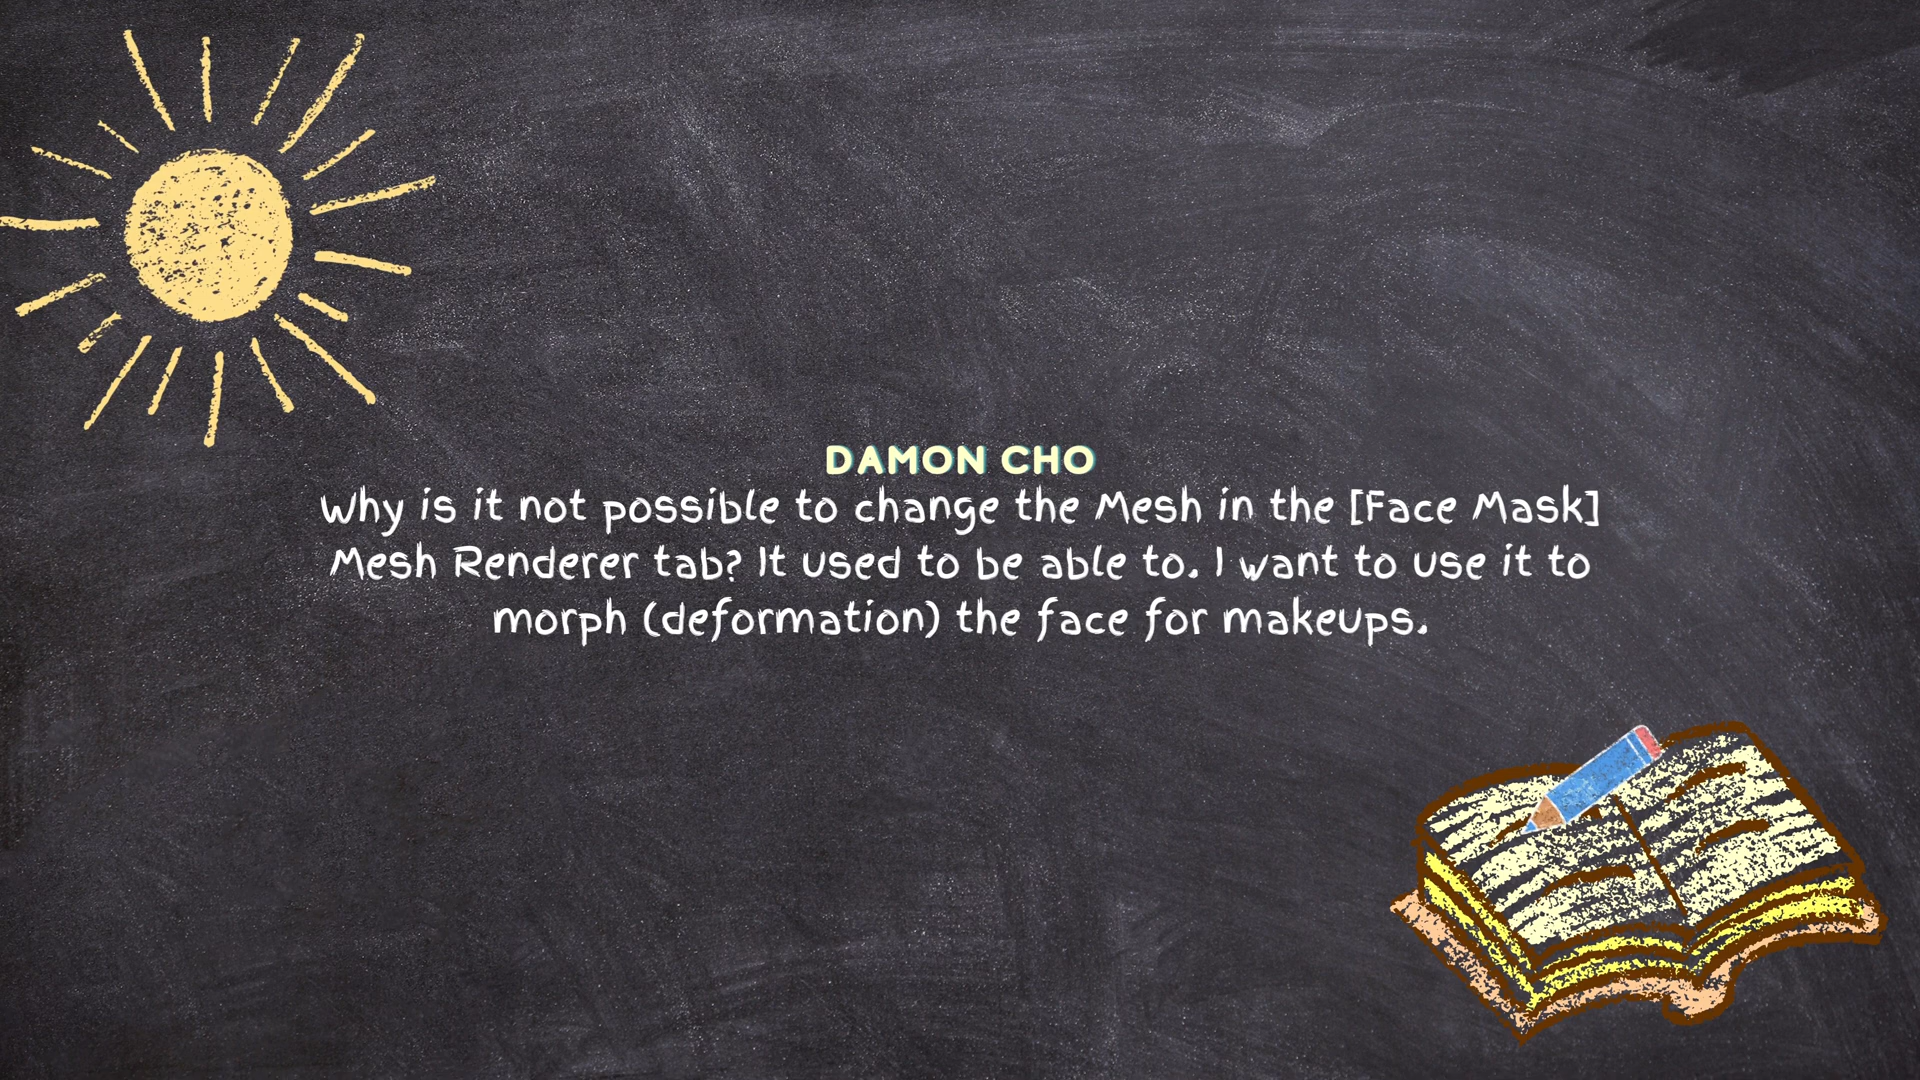 DAMON CHO
Why is it not possible to change the Mesh in the [Face Mask]
Mesh Renderer tab? It used to be able to. I want to use it to
morph (deformation) the face for makeups.